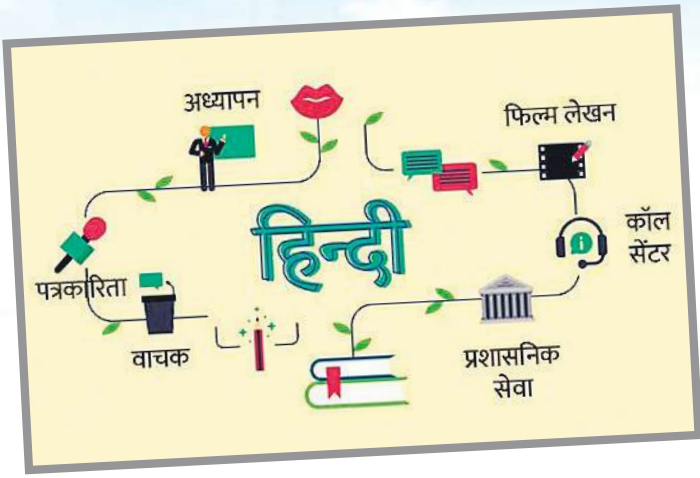 अध्यापन
फिल्म लेखन
हिन्दी
कॉल
सेंटर
पत्रकारिता
वाचक
प्रशासनिक
सेवा